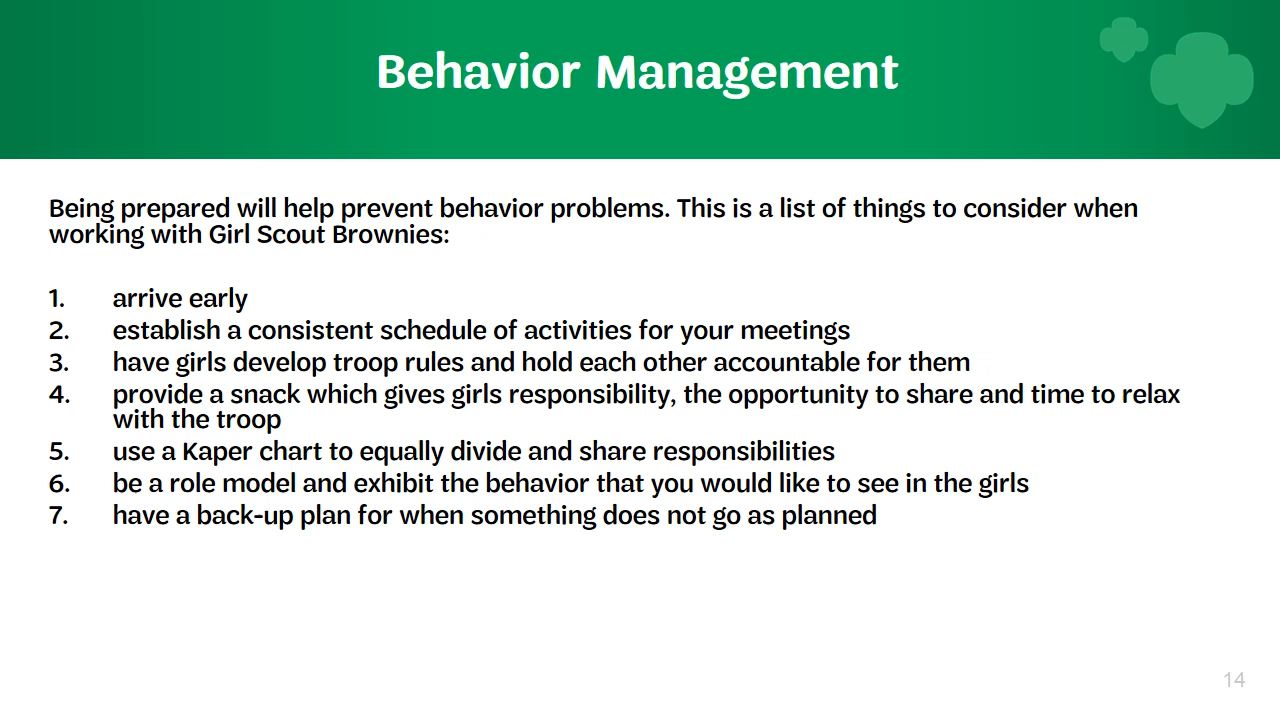 Behavior Management
Being prepared will help prevent behavior problems. This is a list of things to consider when
working with Girl Scout Brownies:
1. arrive early
2. establish a consistent schedule of activities for your meetings
3. have girls develop troop rules and hold each other accountable for them
4. provide a snack which gives girls responsibility, the opportunity to share and time to relax
with the troop
5. use a Kaper chart to equally divide and share responsibilities
6. be a role model and exhibit the behavior that you would like to see in the girls
7. have a back-up plan for when something does not go as planned
14